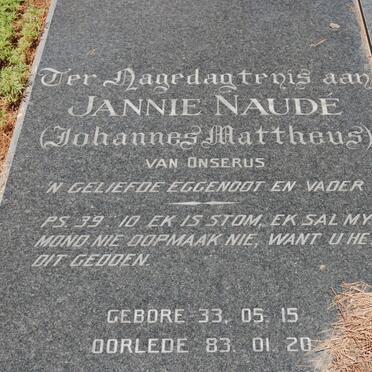 Ter Nagedagtenis aan
JANNIE NAUDÉ
(Johannes Mattheus)
VAN ONSERUS
'N GELIEFDE EGGENOOT EN VADER
PS. 39 : 10 EK IS STOM, EK SAL MY
MOND NIE OOPMAAK NIE, WANT U HE
DIT GEDOEN.
GEBORE 33. 05. 15
OORLEDE 83. 01. 20